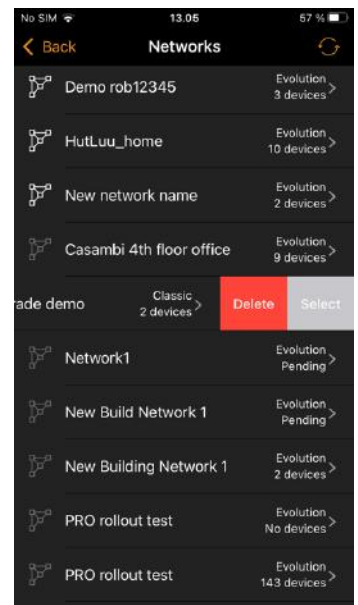 No SIM 13.05 57 %
Back Networks
Demo rob12345
Evolution
3 devices
HutLuu_home
Evolution
10 devices
New network name
Evolution
2 devices
Casambi 4th floor office
Evolution
9 devices
rade demo
Classic
2 devices
Delete Select
Network1
Evolution
Pending
New Build Network 1
Evolution
Pending
New Building Network 1
Evolution
2 devices
PRO rollout test
Evolution
No devices
PRO rollout test
Evolution
143 devices